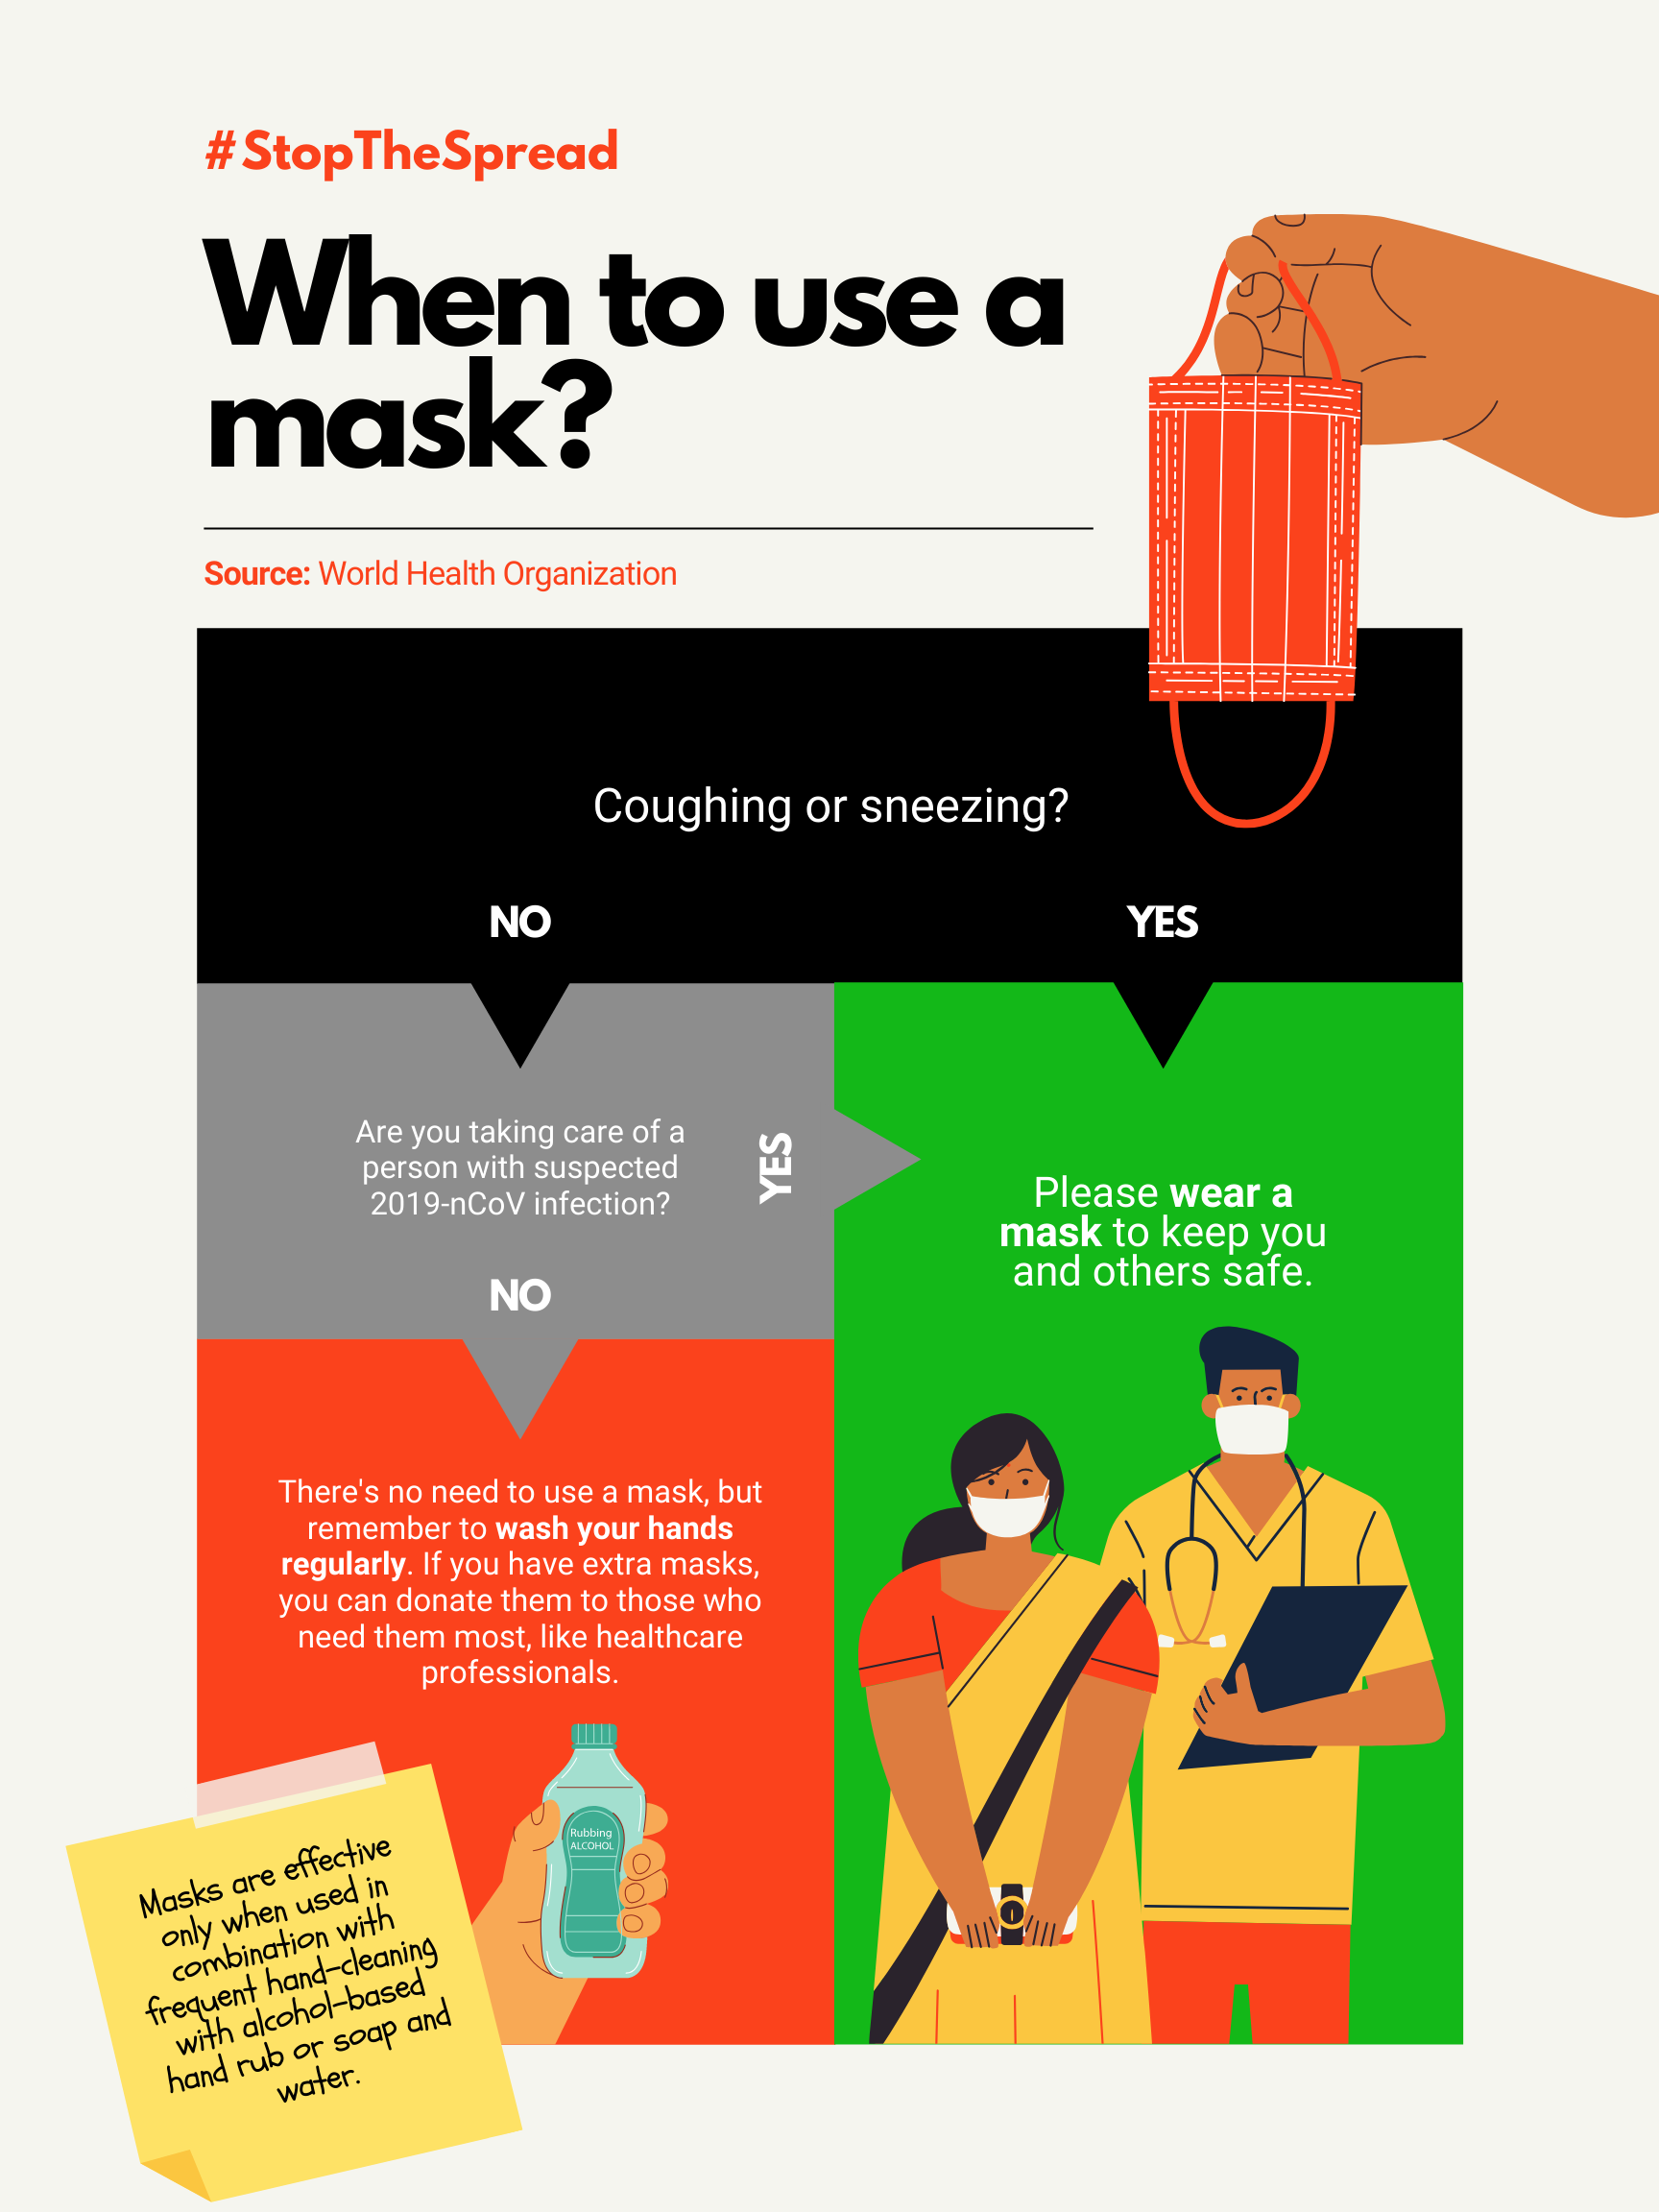 #StopTheSpread
When to use a
mask?
Source: World Health Organization
Coughing or sneezing?
NO
YES
Are you taking care of a
person with suspected
2019-nCoV infection?
YES
NO
Please wear a
mask to keep you
and others safe.
There's no need to use a mask, but
remember to wash your hands
regularly. If you have extra masks,
you can donate them to those who
need them most, like healthcare
professionals.
Rubbing
ALCOHOL
Masks are effective
only when used in
combination with
frequent hand-cleaning
with alcohol-based
hand rub or soap and
water.